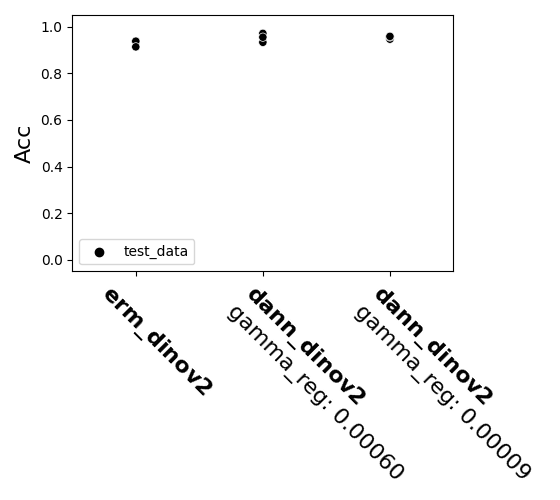 1.0
0.8
0.6
0.4
0.2
0.0
Acc
test_data
erm_dinov2
dann_dinov2
gamma_reg: 0.00060
dann_dinov2
gamma_reg: 0.00009